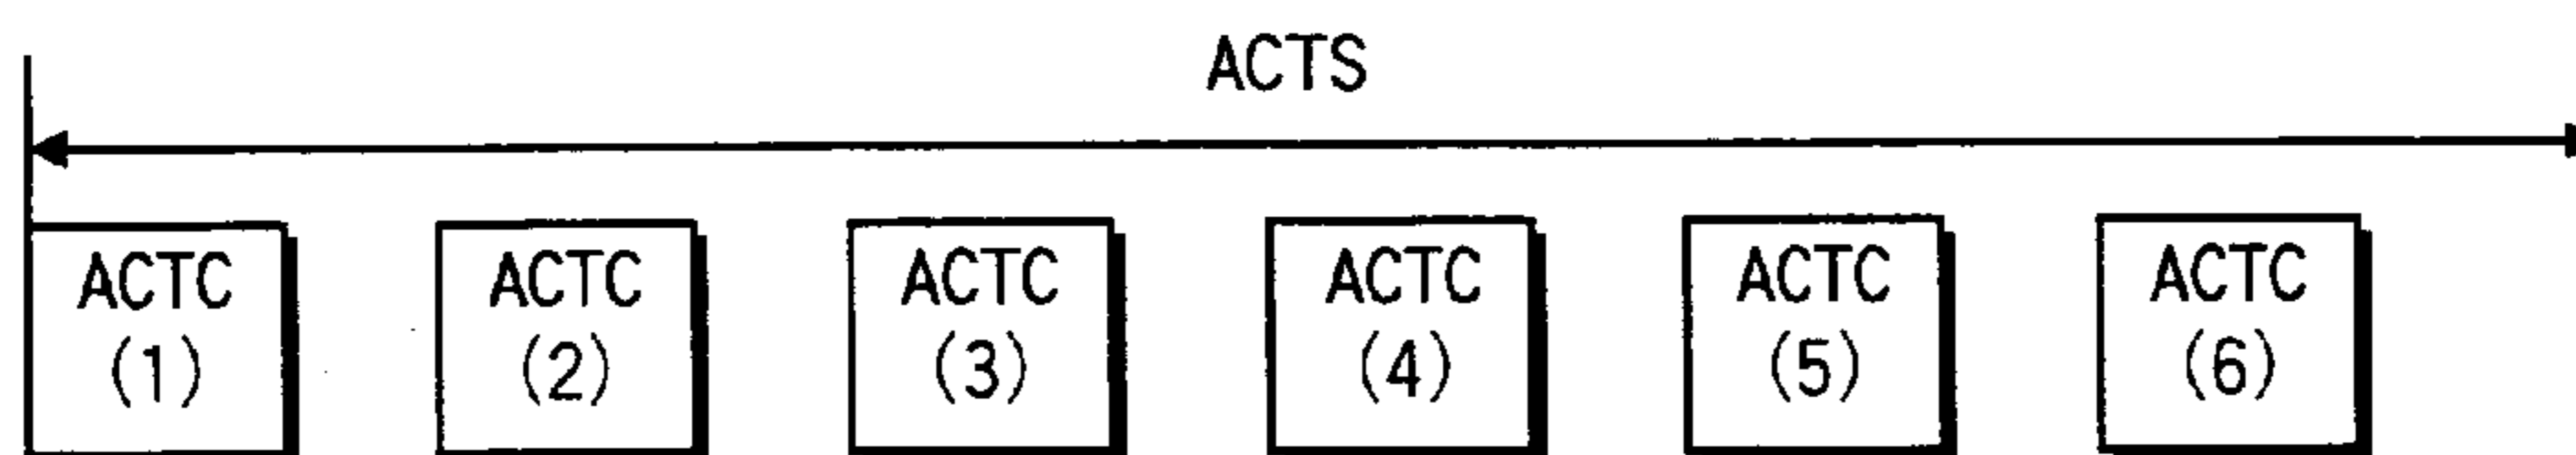 ACTS
ACTC ACTC ACTC ACTC ACTC ACTC
(1) (2) (3) (4) (5) (6)